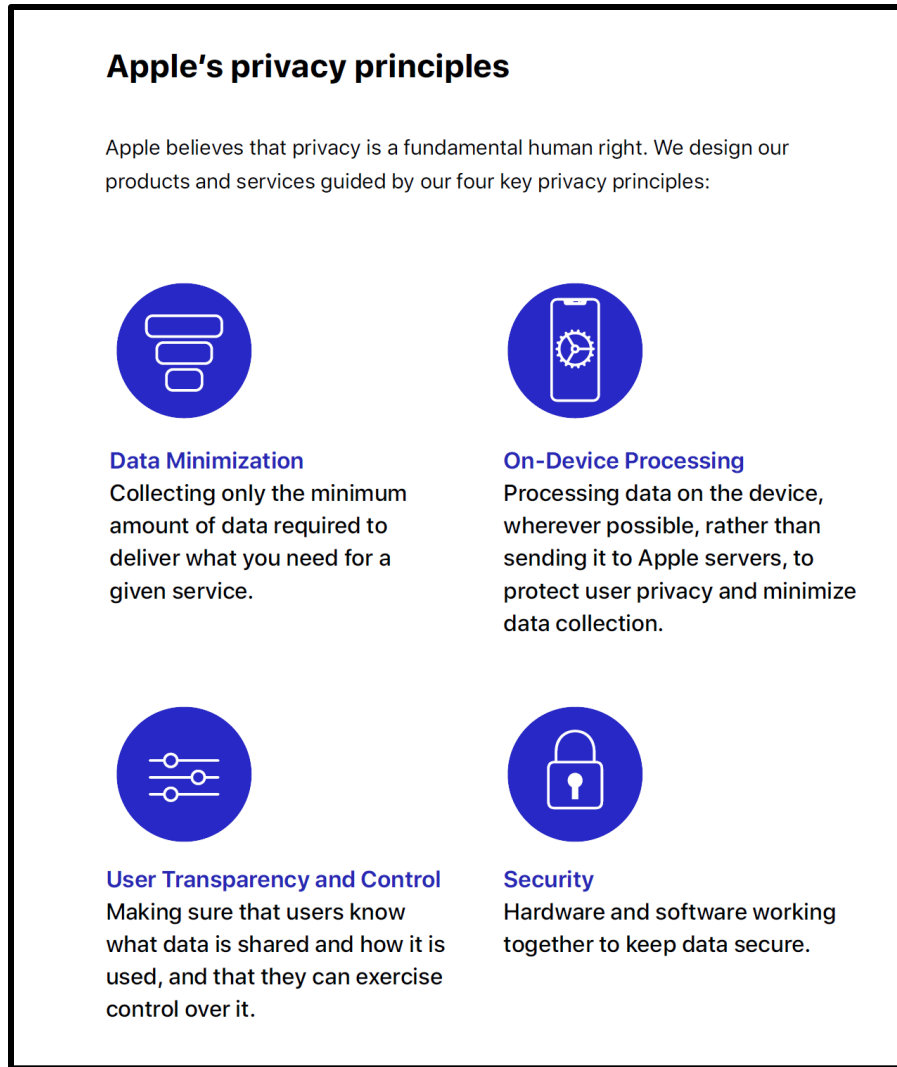 Apple’s privacy principles
Apple believes that privacy is a fundamental human right. We design our
products and services guided by our four key privacy principles:
Data Minimization
Collecting only the minimum
amount of data required to
deliver what you need for a
given service.
On-Device Processing
Processing data on the device,
wherever possible, rather than
sending it to Apple servers, to
protect user privacy and minimize
data collection.
User Transparency and Control
Making sure that users know
what data is shared and how it is
used, and that they can exercise
control over it.
Security
Hardware and software working
together to keep data secure.